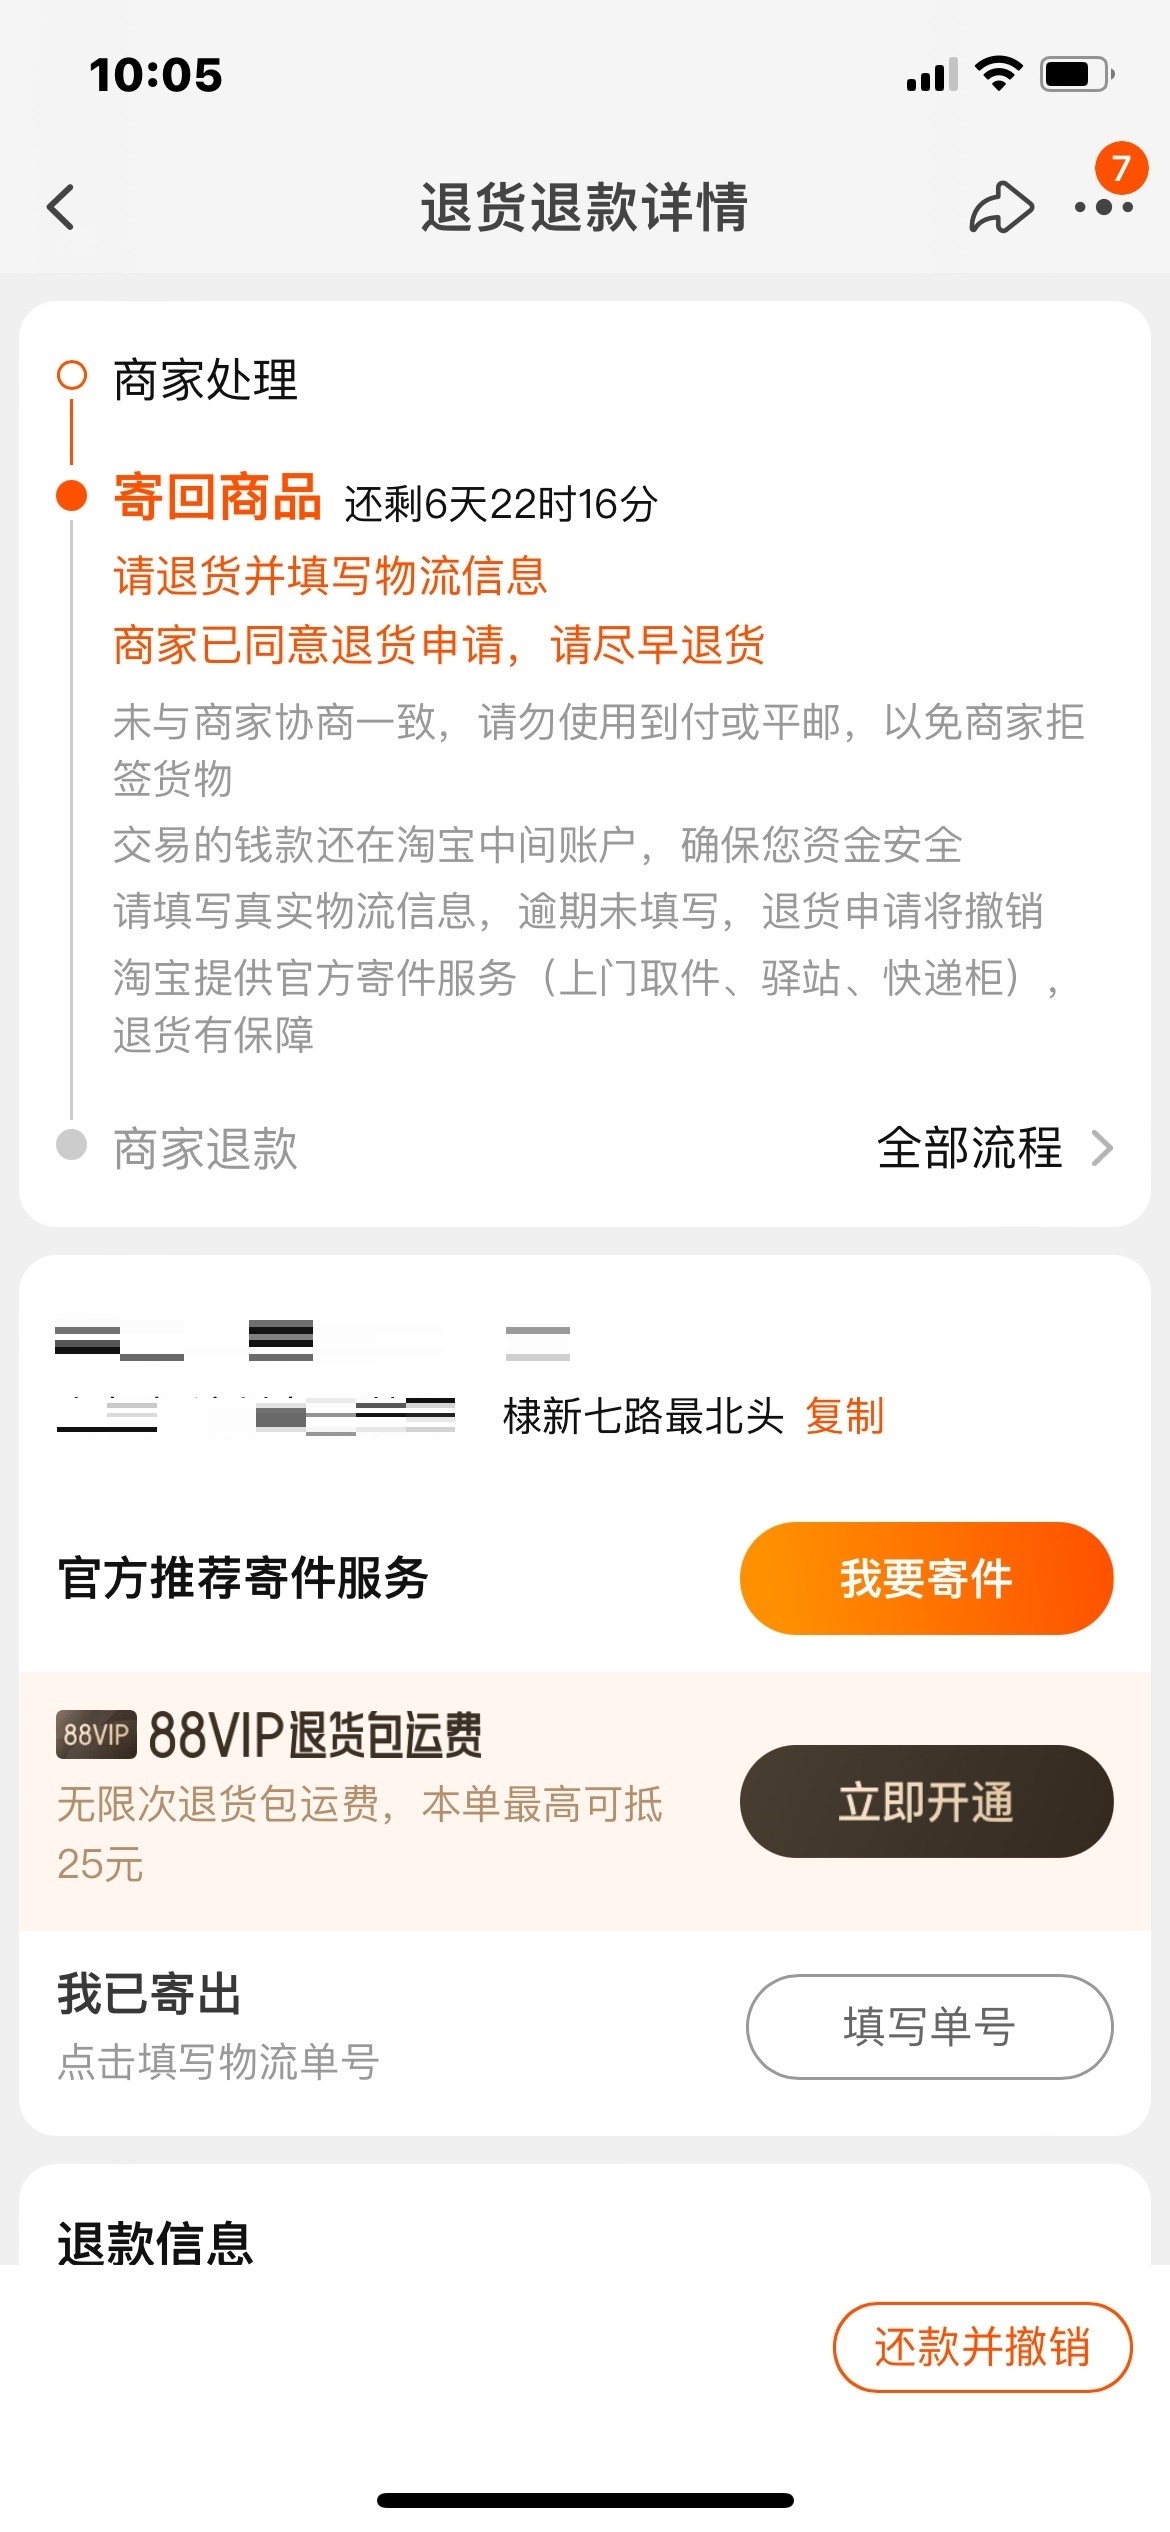 10:05
7
退货退款详情
商家处理
寄回商品 还剩6天22时16分
请退货并填写物流信息
商家已同意退货申请，请尽早退货
未与商家协商一致，请勿使用到付或平邮，以免商家拒
签货物
交易的钱款还在淘宝中间账户，确保您资金安全
请填写真实物流信息，逾期未填写，退货申请将撤销
淘宝提供官方寄件服务（上门取件、驿站、快递柜），
退货有保障
商家退款 全部流程
棣新七路最北头 复制
官方推荐寄件服务 我要寄件
88VIP 88VIP退货包运费
无限次退货包运费，本单最高可抵
25元
立即开通
我已寄出
点击填写物流单号
填写单号
退款信息
还款并撤销